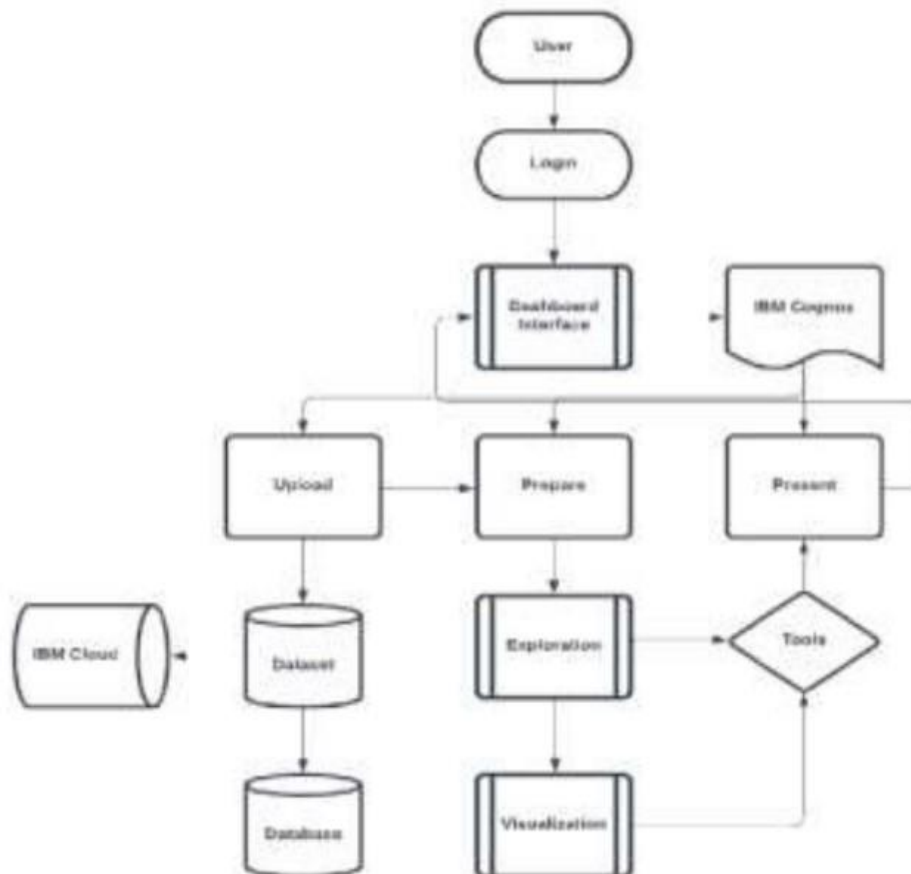 User
Login
Dashboard
Interface
IBM Cognos
Upload
Prepare
Present
IBM Cloud
Dataset
Exploration
Tools
Database
Visualization